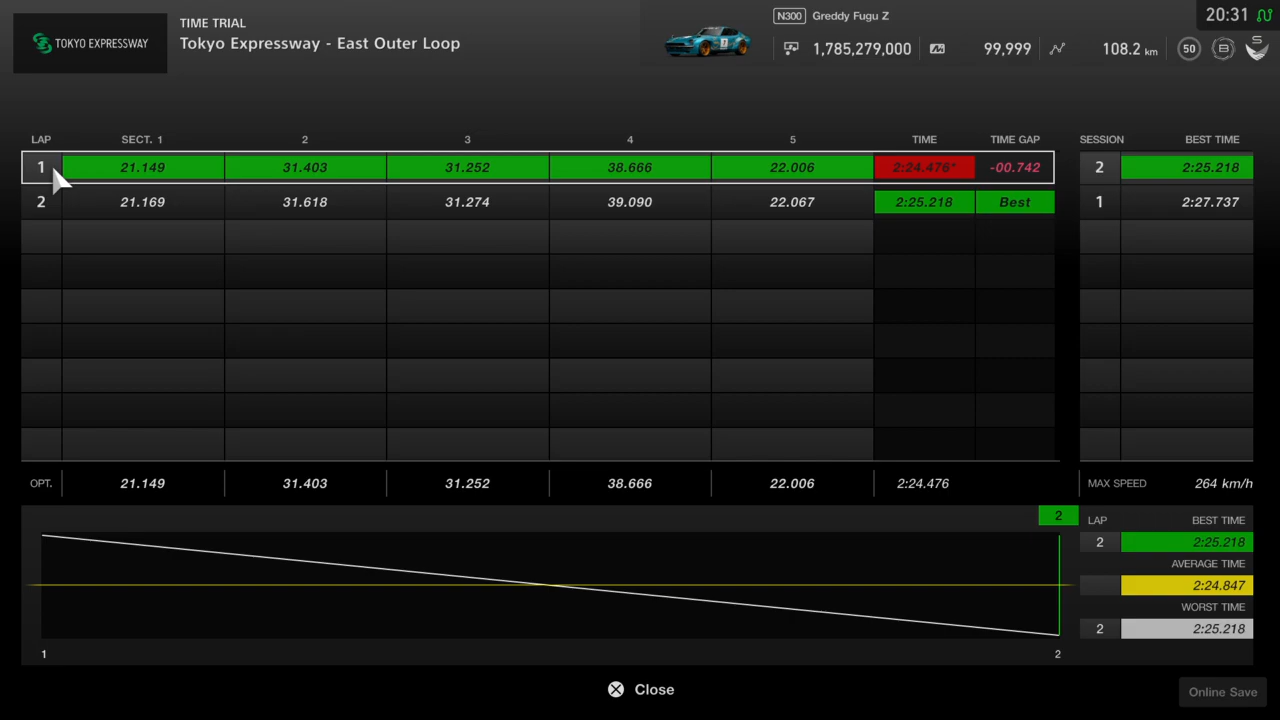 TIME TRIAL
Tokyo Expressway - East Outer Loop
TOKYO EXPRESSWAY
N300 Greddy Fugu Z
1,785,279,000 99,999 108.2 km 50 B S
20:31
LAP SECT. 1 2 3 4 5 TIME TIME GAP
1 21.149 31.403 31.252 38.666 22.006 2:24.476* -00.742
2 21.169 31.618 31.274 39.090 22.067 2:25.218 Best
OPT. 21.149 31.403 31.252 38.666 22.006 2:24.476
SESSION BEST TIME
2 2:25.218
1 2:27.737
MAX SPEED 264 km/h
2
1 2
LAP BEST TIME
2 2:25.218
AVERAGE TIME
2:24.847
WORST TIME
2 2:25.218
Close
Online Save